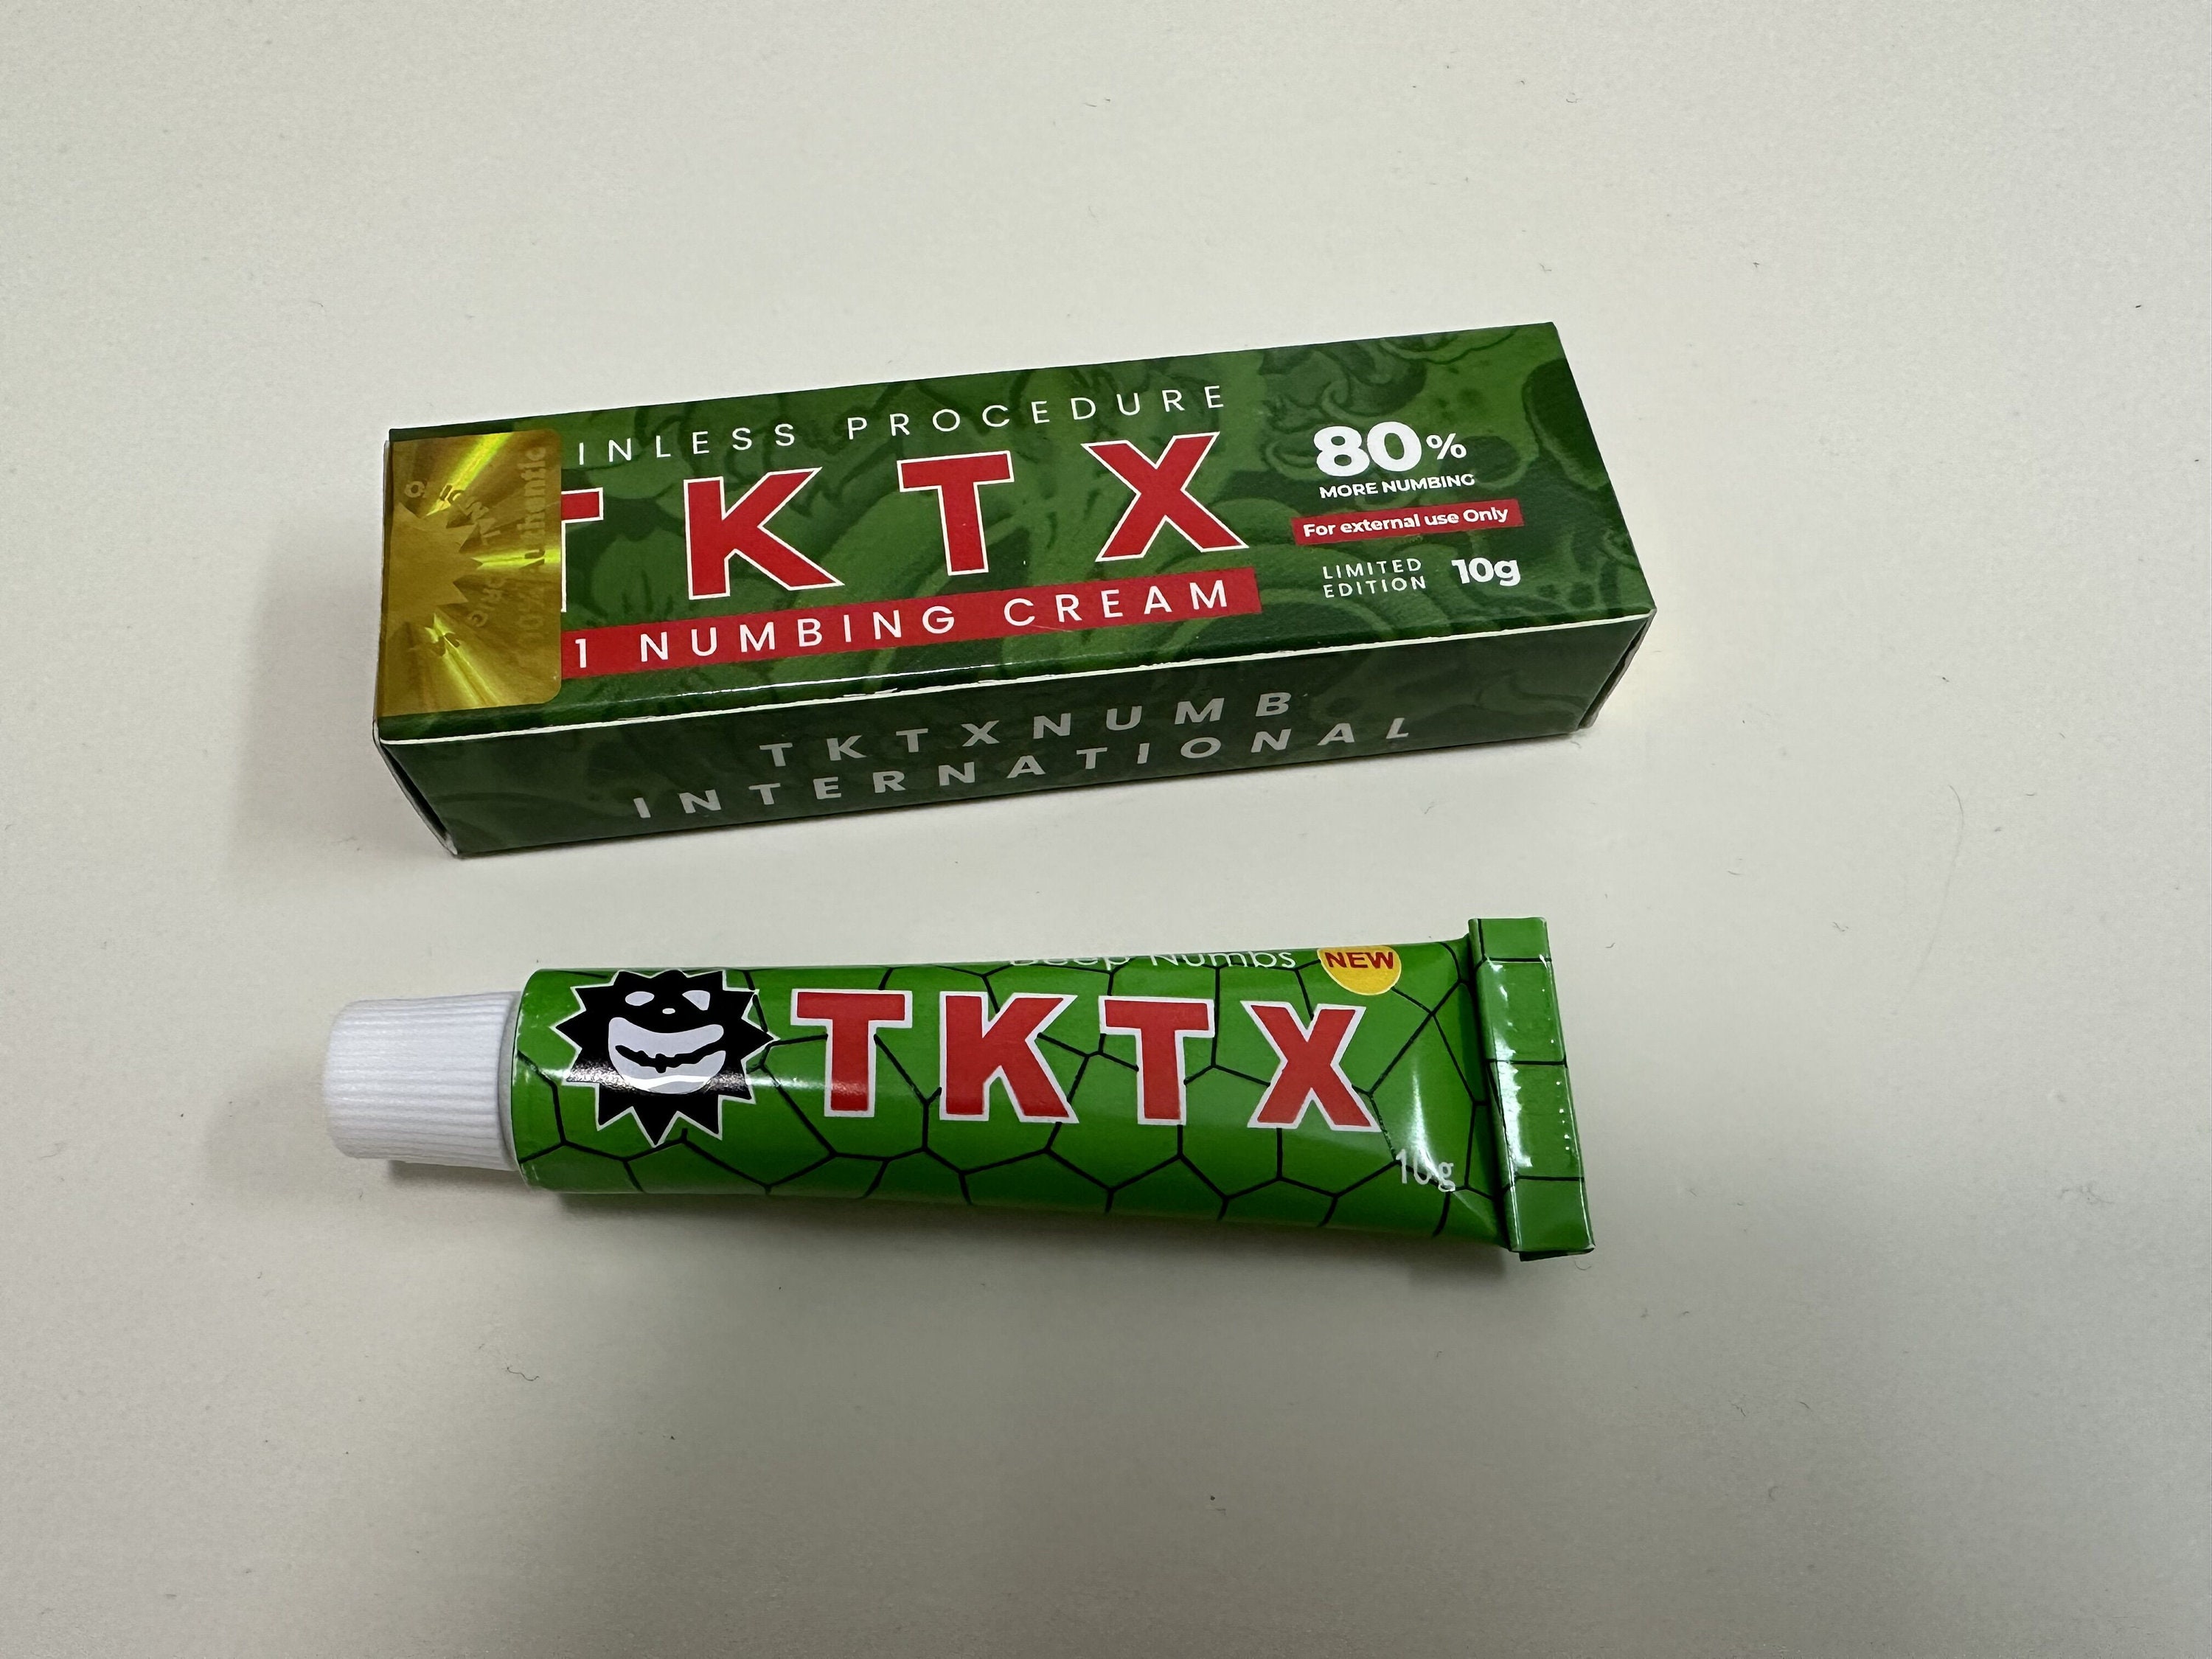 INLESS PROCEDURE
TKTX
1 NUMBING CREAM
80%
MORE NUMBING
For external use Only
LIMITED
EDITION
10g
Authentic
TKTXNUMB
INTERNATIONAL
Deep Numbs
NEW
TKTX
10g